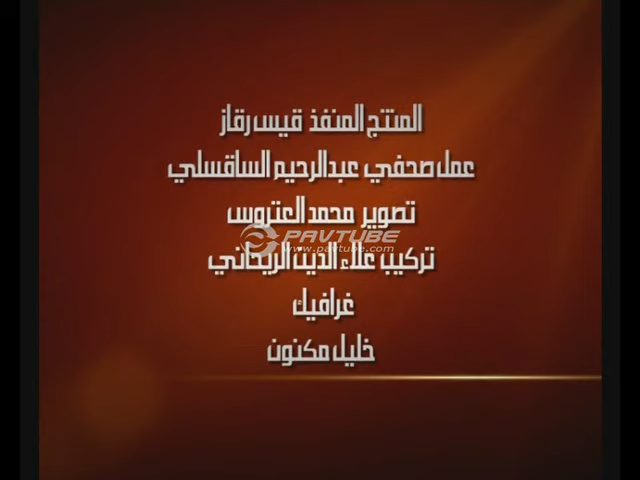 المنتج المنفذ قيس رقاز
عمل صحفي عبدالرحيم الساقسلي
تصوير محمد العتروس
PAVTUBE
www.pavtube.com
تركيب علاء الدين الريحاني
غرافيك
خليل مكنون